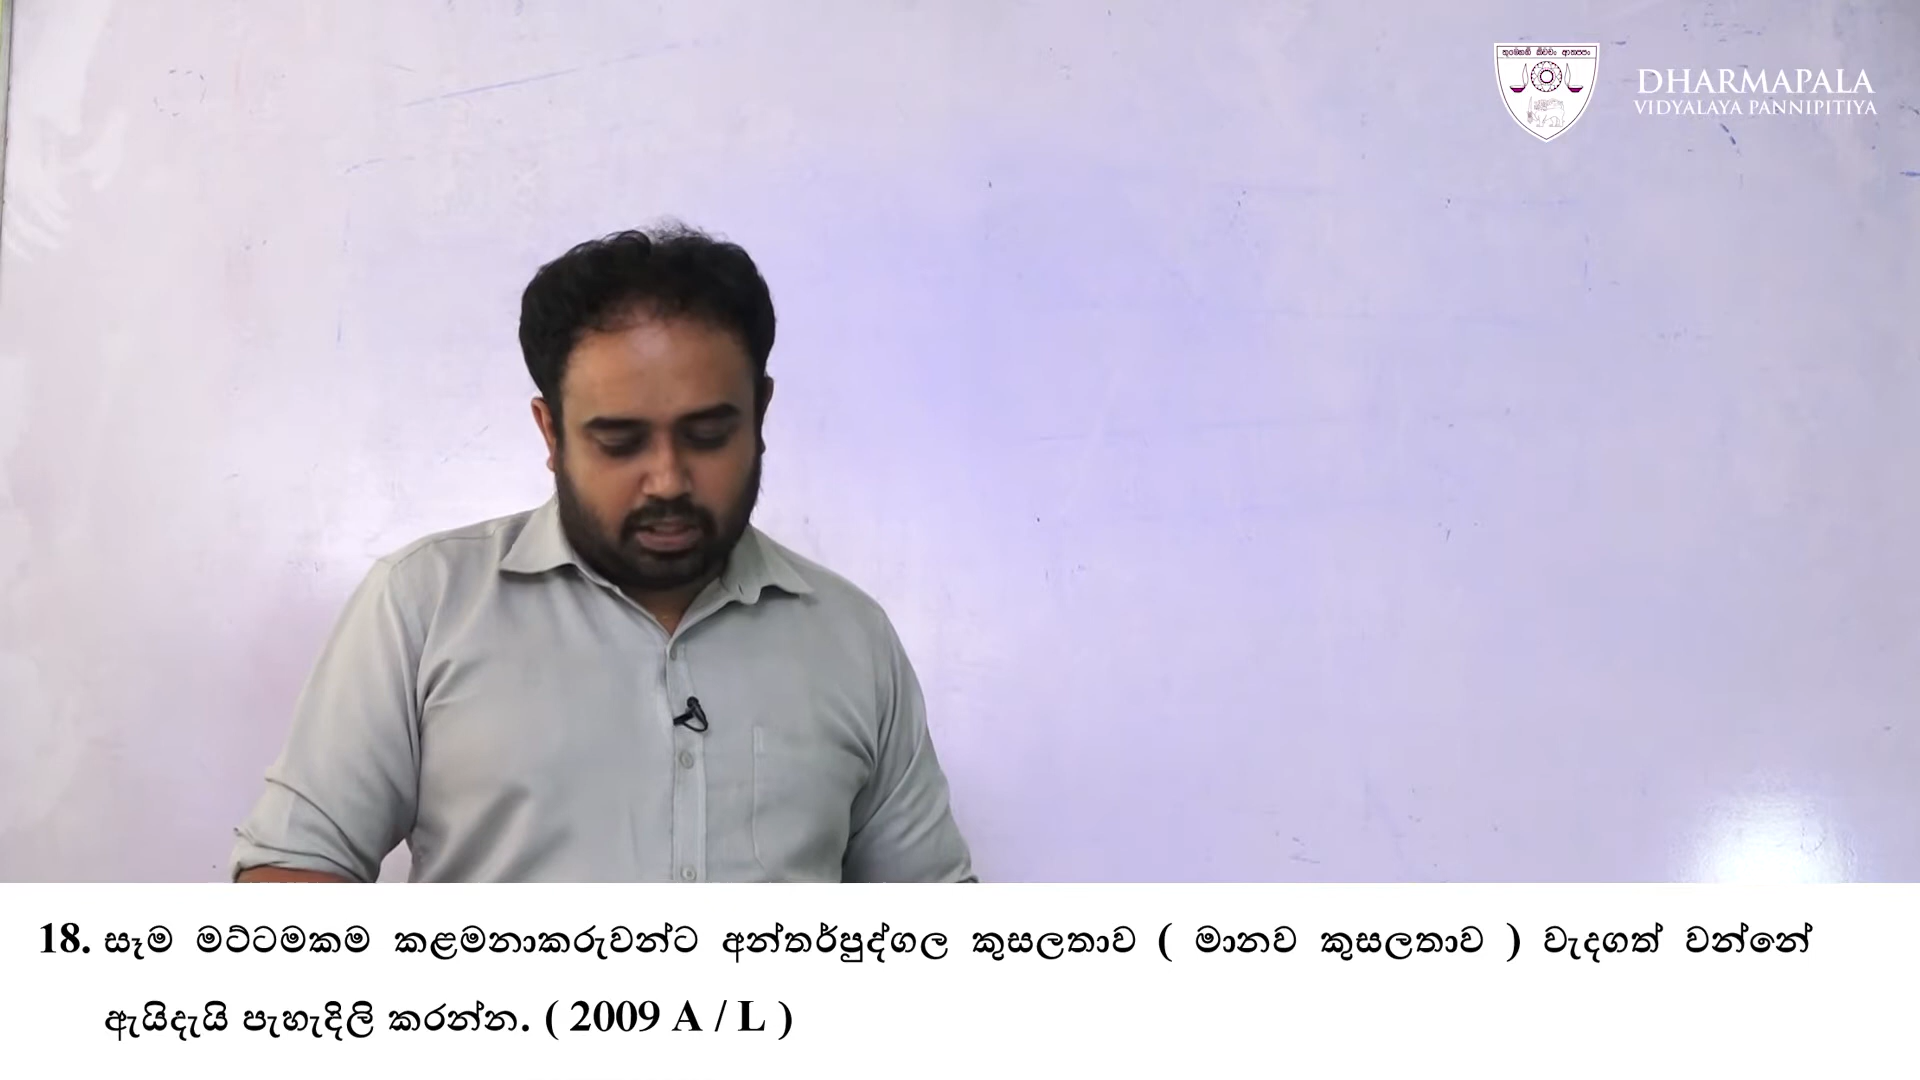 DHARMAPALA
VIDYALAYA PANNIPITIYA
18. සෑම මට්ටමකම කළමනාකරුවන්ට අන්තර්පුද්ගල කුසලතාව ( මානව කුසලතාව ) වැදගත් වන්නේ
ඇයිදැයි පැහැදිලි කරන්න. ( 2009 A / L )